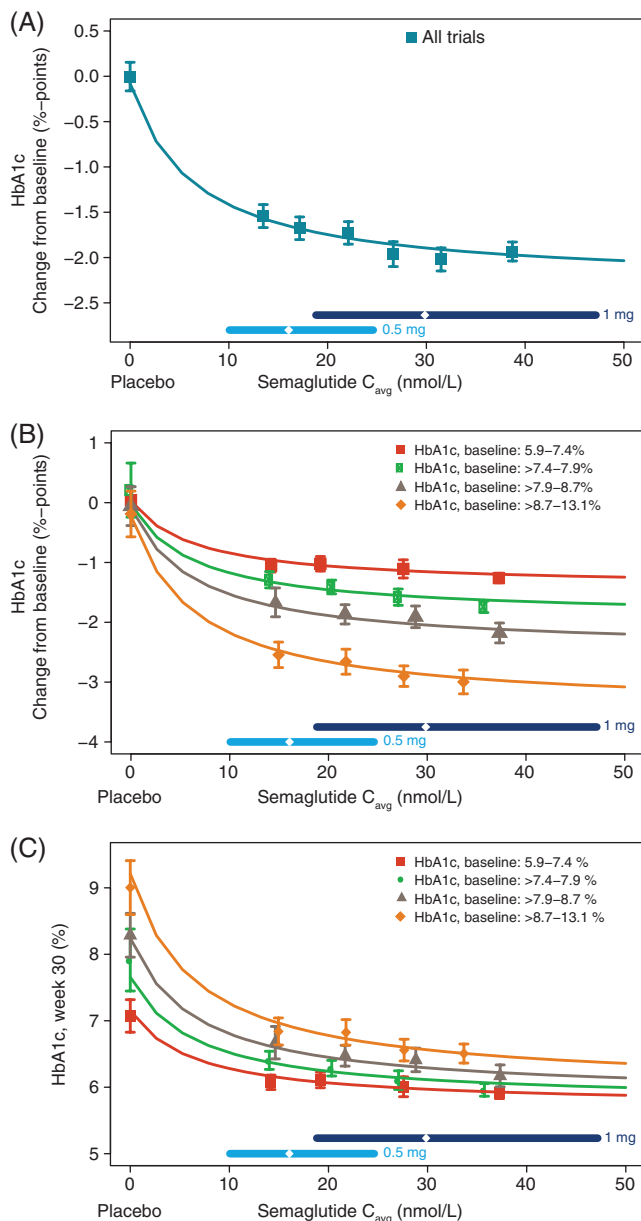 (A)
0.5
0.0
−0.5
−1.0
−1.5
−2.0
−2.5
HbA1c
Change from baseline (%−points)
All trials
1 mg
0.5 mg
0 10 20 30 40 50
Placebo Semaglutide Cavg (nmol/L)
(B)
1
0
−1
−2
−3
−4
HbA1c
Change from baseline (%−points)
HbA1c, baseline: 5.9−7.4%
HbA1c, baseline: >7.4−7.9%
HbA1c, baseline: >7.9−8.7%
HbA1c, baseline: >8.7−13.1%
1 mg
0.5 mg
0 10 20 30 40 50
Placebo Semaglutide Cavg (nmol/L)
(C)
9
8
7
6
5
HbA1c, week 30 (%)
HbA1c, baseline: 5.9−7.4 %
HbA1c, baseline: >7.4−7.9 %
HbA1c, baseline: >7.9−8.7 %
HbA1c, baseline: >8.7−13.1 %
1 mg
0.5 mg
0 10 20 30 40 50
Placebo Semaglutide Cavg (nmol/L)